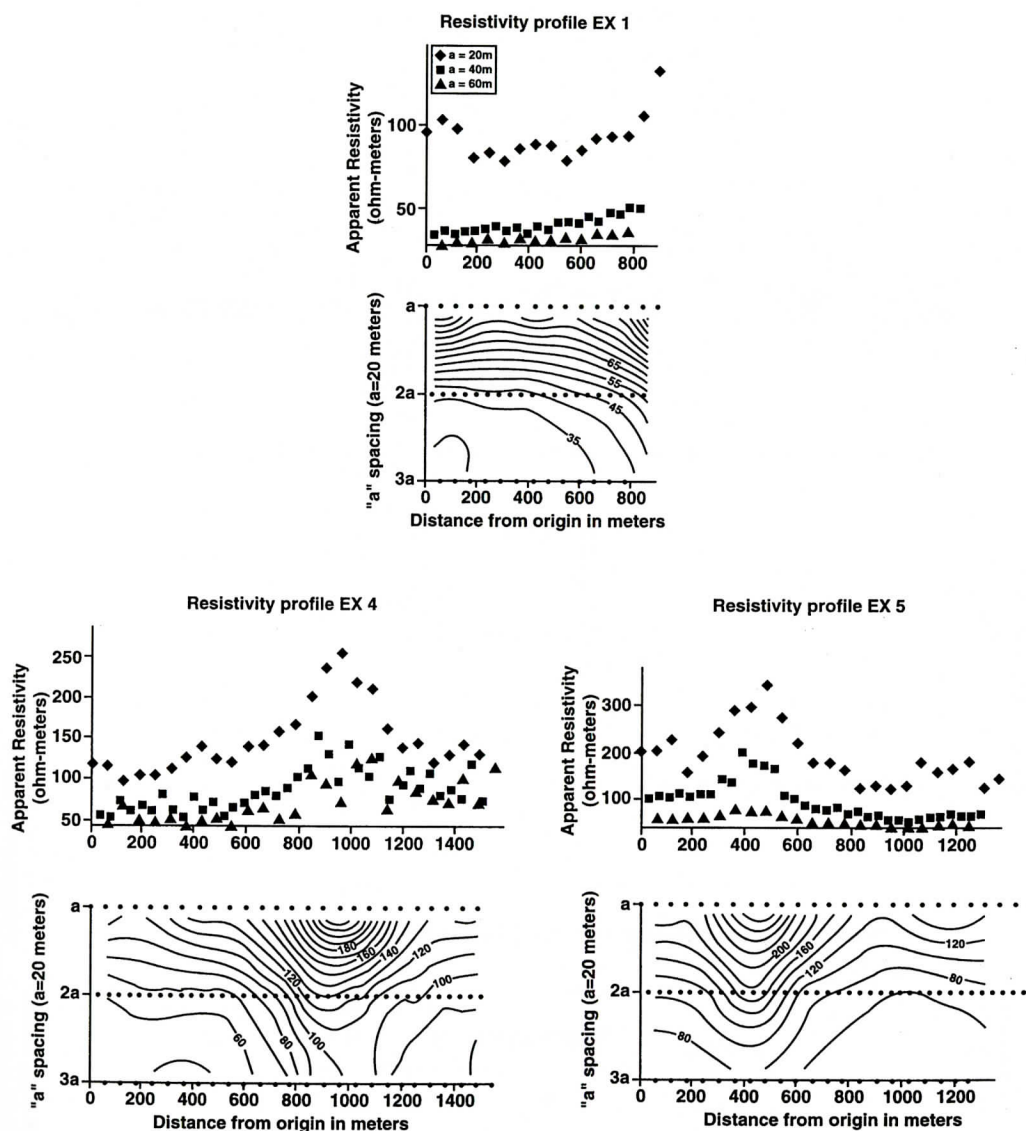 Resistivity profile EX 1
a = 20m
a = 40m
a = 60m
Apparent Resistivity
(ohm-meters)
100
50
0 200 400 600 800
"a" spacing (a=20 meters)
a
2a
3a
65
55
45
35
0 200 400 600 800
Distance from origin in meters
Resistivity profile EX 4
Apparent Resistivity
(ohm-meters)
250
200
150
100
50
0 200 400 600 800 1000 1200 1400
"a" spacing (a=20 meters)
a
2a
3a
180
160
140
120
120
100
60
80
100
0 200 400 600 800 1000 1200 1400
Distance from origin in meters
Resistivity profile EX 5
Apparent Resistivity
(ohm-meters)
300
200
100
0 200 400 600 800 1000 1200
"a" spacing (a=20 meters)
a
2a
3a
200
160
120
120
80
80
0 200 400 600 800 1000 1200
Distance from origin in meters